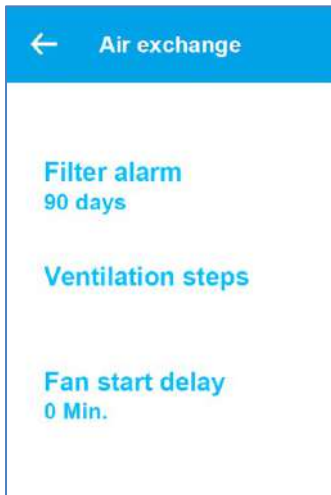 Air exchange
Filter alarm
90 days
Ventilation steps
Fan start delay
0 Min.